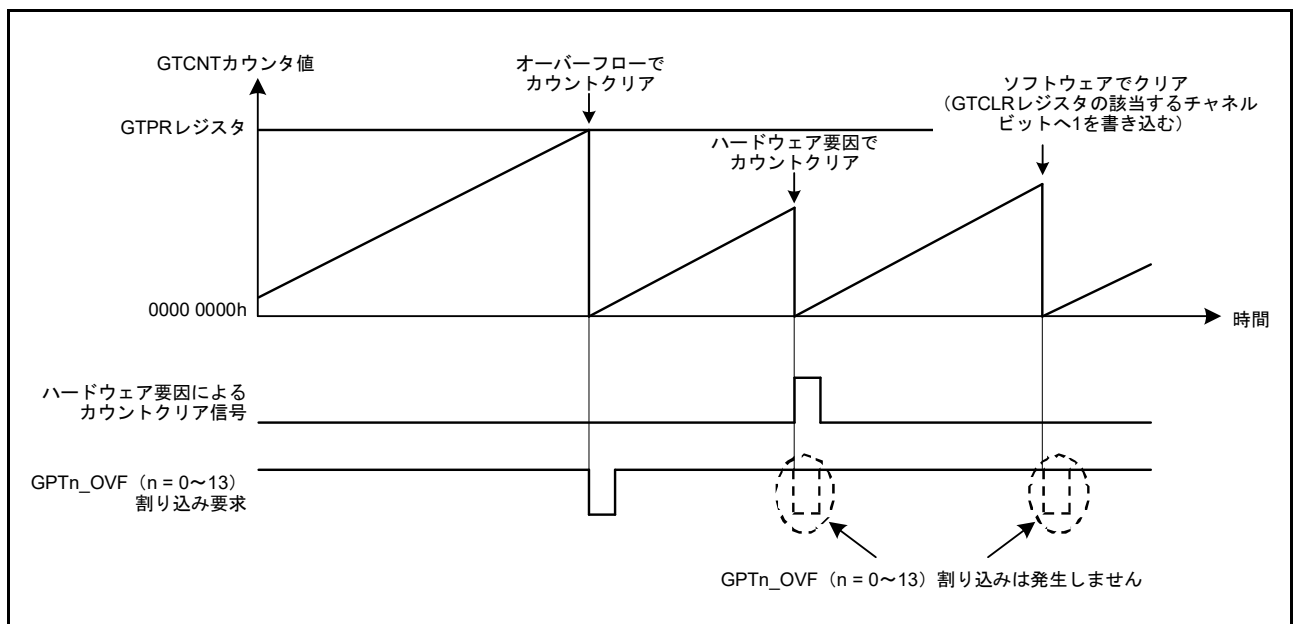 GTCNTカウンタ値
オーバーフローで
カウントクリア
ソフトウェアでクリア
（GTCLRレジスタの該当するチャネル
ビットへ1を書き込む）
GTPRレジスタ
ハードウェア要因で
カウントクリア
0000 0000h
時間
ハードウェア要因による
カウントクリア信号
GPTn_OVF（n = 0～13）
割り込み要求
GPTn_OVF（n = 0～13）割り込みは発生しません